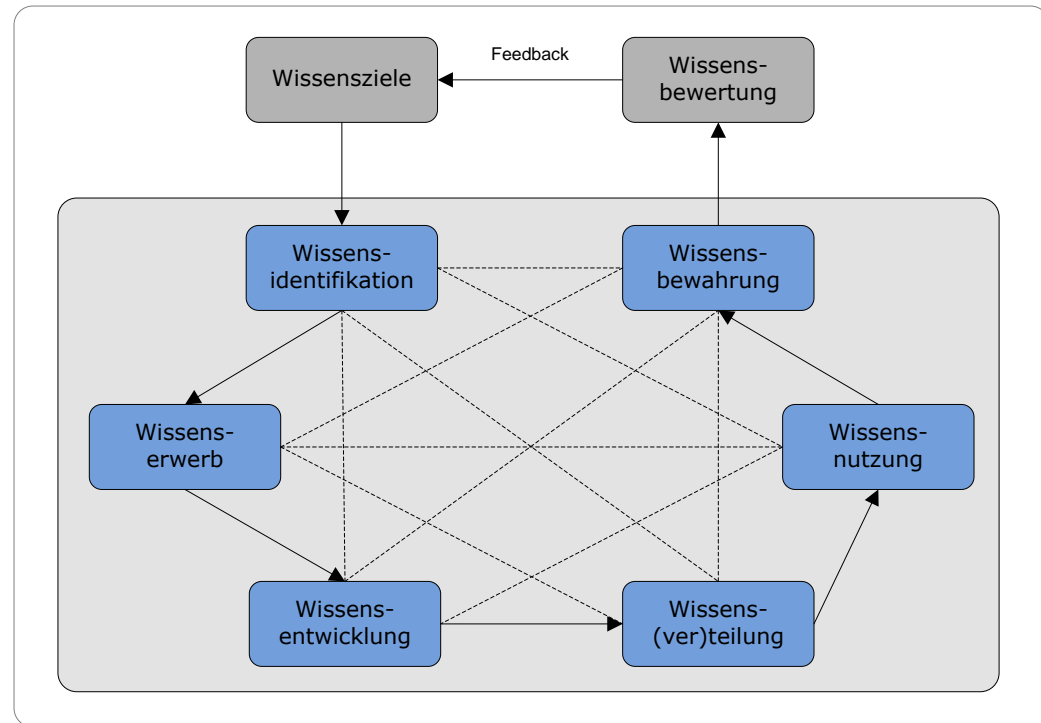 Feedback
Wissensziele
Wissens-
bewertung
Wissens-
identifikation
Wissens-
bewahrung
Wissens-
erwerb
Wissens-
nutzung
Wissens-
entwicklung
Wissens-
(ver)teilung